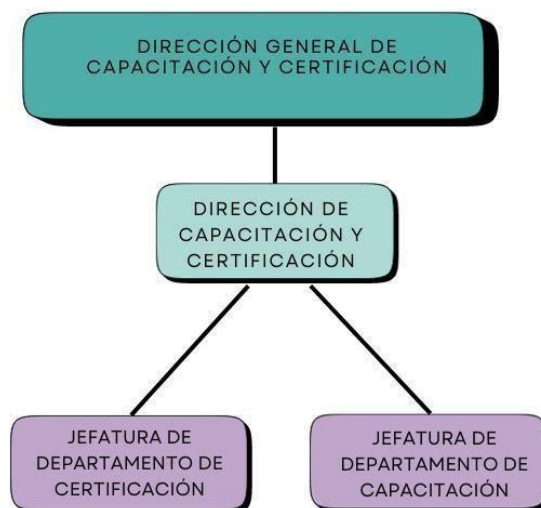 DIRECCIÓN GENERAL DE
CAPACITACIÓN Y CERTIFICACIÓN
DIRECCIÓN DE
CAPACITACIÓN Y
CERTIFICACIÓN
JEFATURA DE
DEPARTAMENTO DE
CERTIFICACIÓN
JEFATURA DE
DEPARTAMENTO DE
CAPACITACIÓN